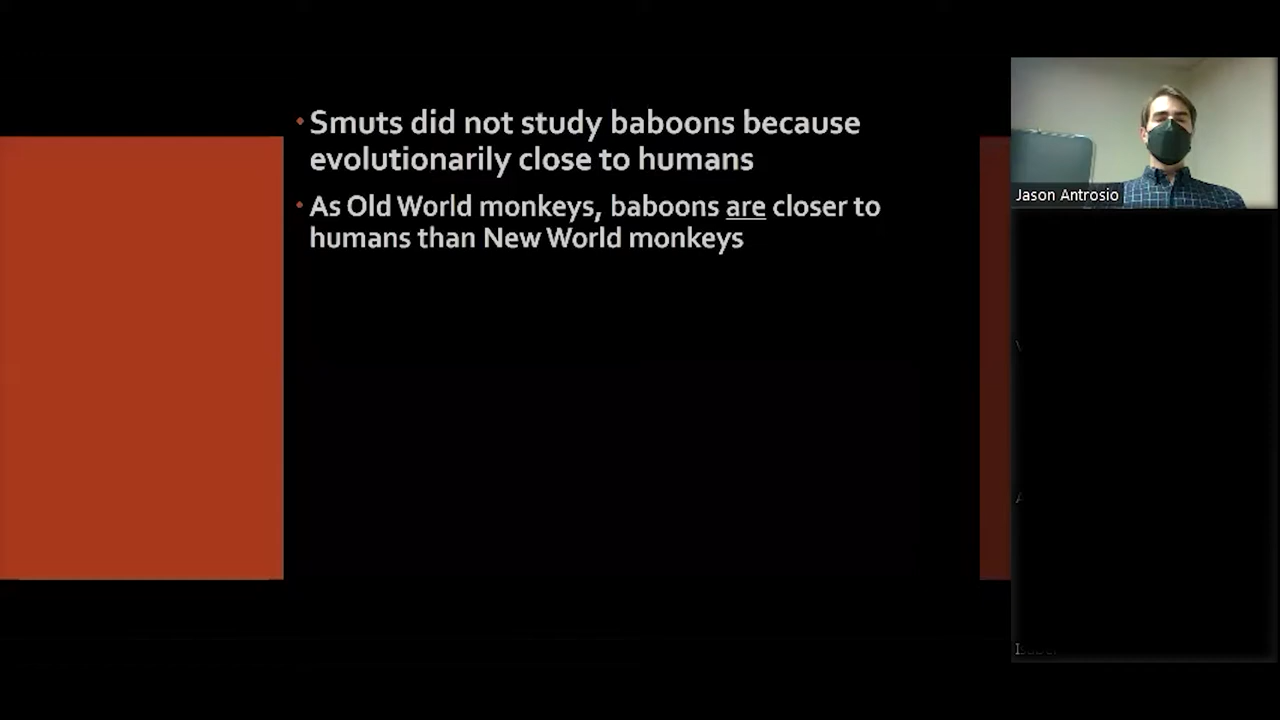 • Smuts did not study baboons because
evolutionarily close to humans
• As Old World monkeys, baboons are closer to
humans than New World monkeys
Jason Antrosio